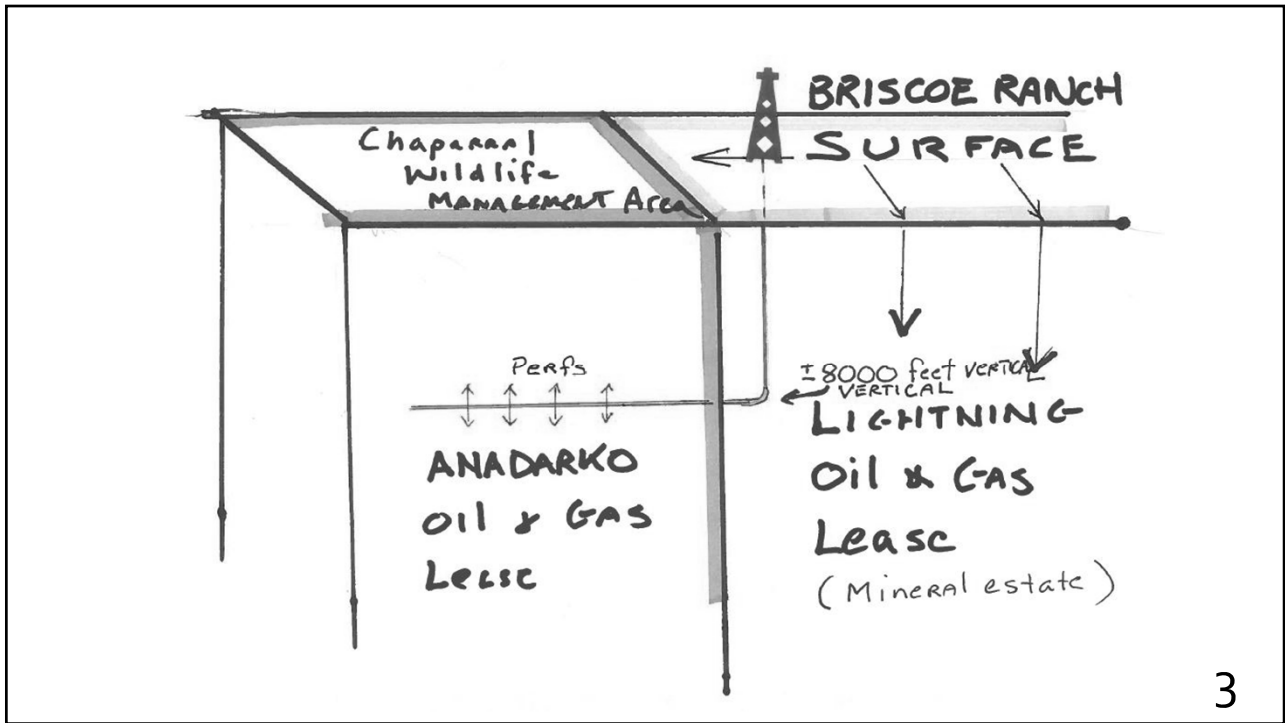 BRISCOE RANCH
SURFACE
Chaparral
Wildlife
MANAGEMENT Area
Perfs
±8000 feet VERTICAL
VERTICAL
ANADARKO
OIL & GAS
Lease
LIGHTNING
Oil & GAS
Lease
(MINERAL estate)
3